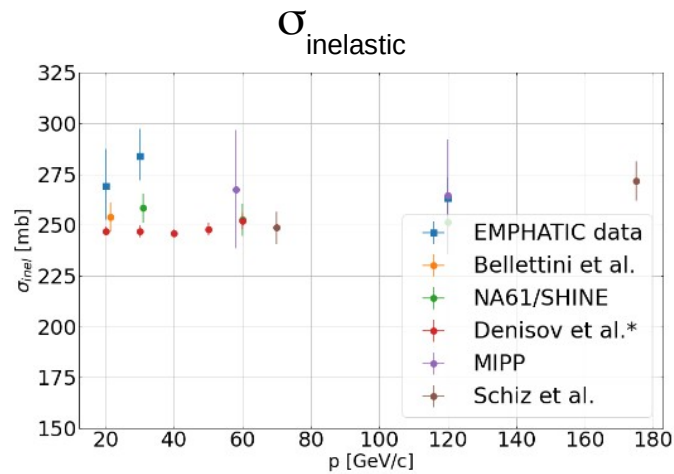 σinelastic
325
300
275
250
225
200
175
150
σinel [mb]
EMPHATIC data
Bellettini et al.
NA61/SHINE
Denisov et al.*
MIPP
Schiz et al.
20 40 60 80 100 120 140 160 180
p [GeV/c]